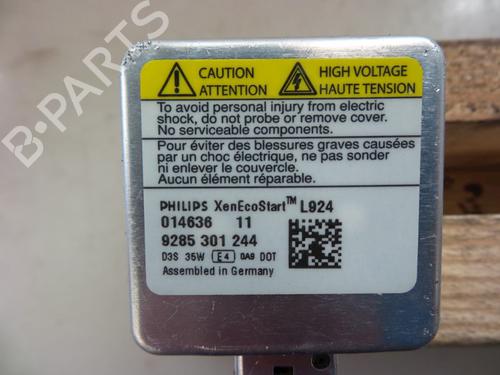 B-PARTS
CAUTION
ATTENTION
HIGH VOLTAGE
HAUTE TENSION
To avoid personal injury from electric
shock, do not probe or remove cover.
No serviceable components.
Pour éviter des blessures graves causées
par un choc électrique, ne pas sonder
ni enlever le couvercle.
Aucun élément réparable.
PHILIPS XenEcoStart™ L924
014636 11
9285 301 244
D3S 35W E4 0A9 DOT
Assembled in Germany